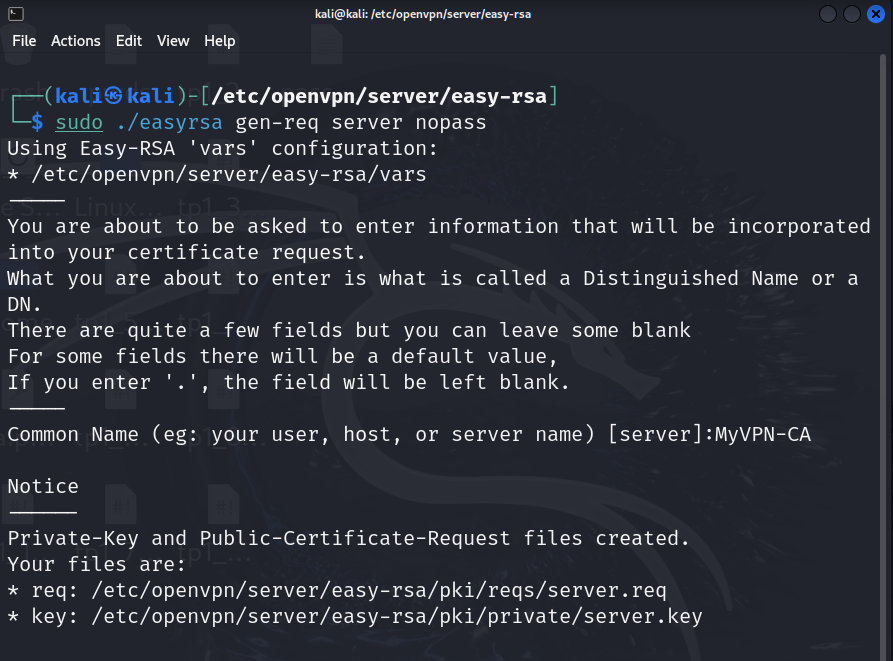 kali@kali: /etc/openvpn/server/easy-rsa
File Actions Edit View Help
┌──(kali㉿kali)-[/etc/openvpn/server/easy-rsa]
└─$ sudo ./easyrsa gen-req server nopass
Using Easy-RSA 'vars' configuration:
* /etc/openvpn/server/easy-rsa/vars
-----
You are about to be asked to enter information that will be incorporated
into your certificate request.
What you are about to enter is what is called a Distinguished Name or a
DN.
There are quite a few fields but you can leave some blank
For some fields there will be a default value,
If you enter '.', the field will be left blank.
-----
Common Name (eg: your user, host, or server name) [server]:MyVPN-CA
Notice
------
Private-Key and Public-Certificate-Request files created.
Your files are:
* req: /etc/openvpn/server/easy-rsa/pki/reqs/server.req
* key: /etc/openvpn/server/easy-rsa/pki/private/server.key